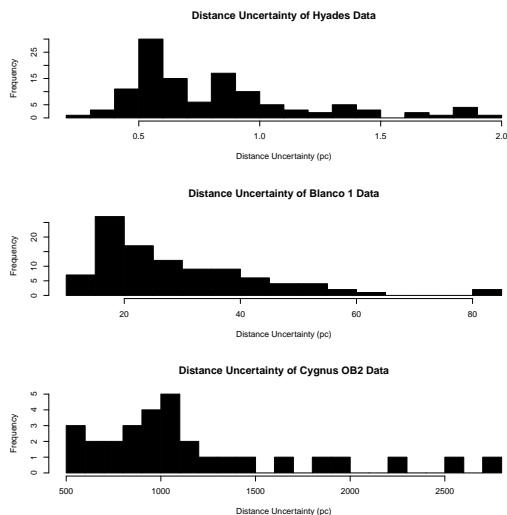 Distance Uncertainty of Hyades Data
Frequency
0 5 15 25
0.5 1.0 1.5 2.0
Distance Uncertainty (pc)
Distance Uncertainty of Blanco 1 Data
Frequency
0 5 10 20
20 40 60 80
Distance Uncertainty (pc)
Distance Uncertainty of Cygnus OB2 Data
Frequency
0 1 2 3 4 5
500 1000 1500 2000 2500
Distance Uncertainty (pc)